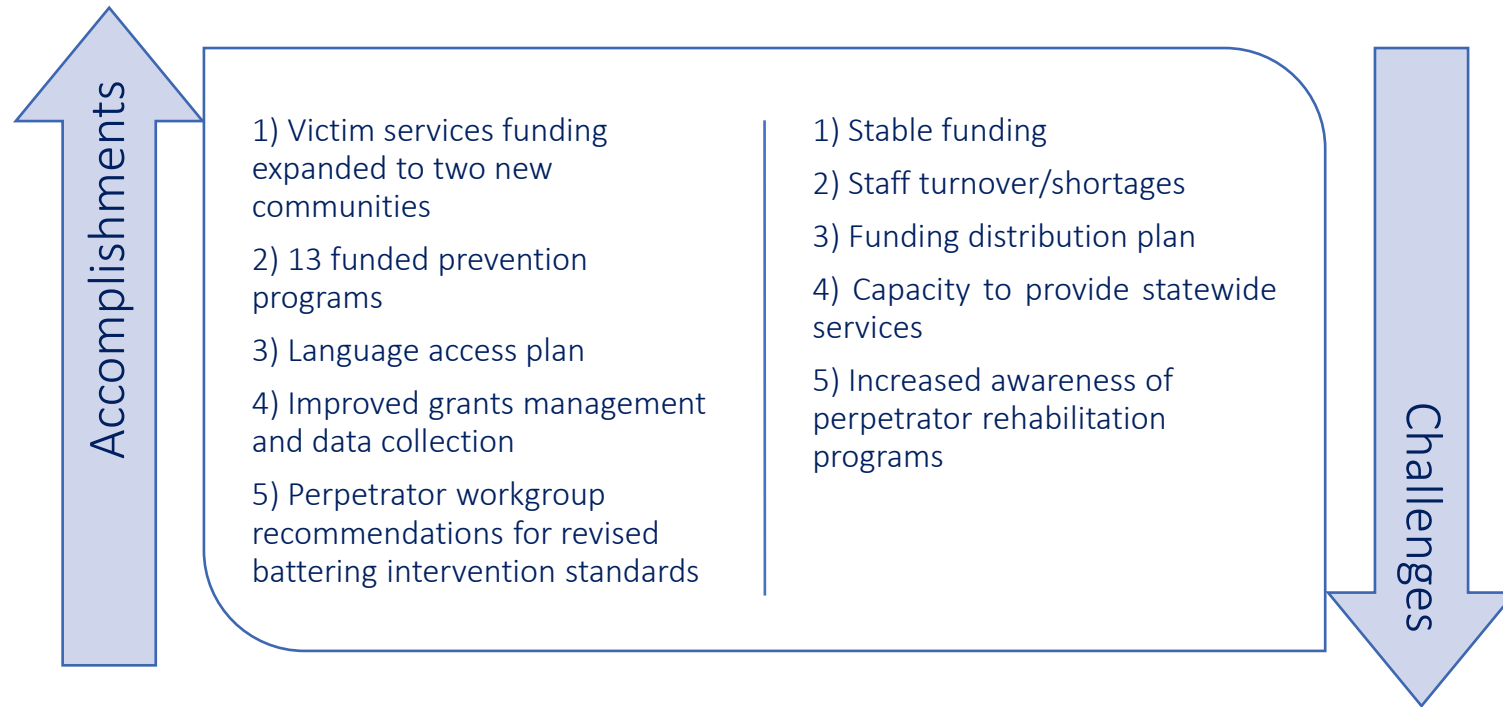 Accomplishments
1) Victim services funding
expanded to two new
communities
2) 13 funded prevention
programs
3) Language access plan
4) Improved grants management
and data collection
5) Perpetrator workgroup
recommendations for revised
battering intervention standards
1) Stable funding
2) Staff turnover/shortages
3) Funding distribution plan
4) Capacity to provide statewide
services
5) Increased awareness of
perpetrator rehabilitation
programs
Challenges